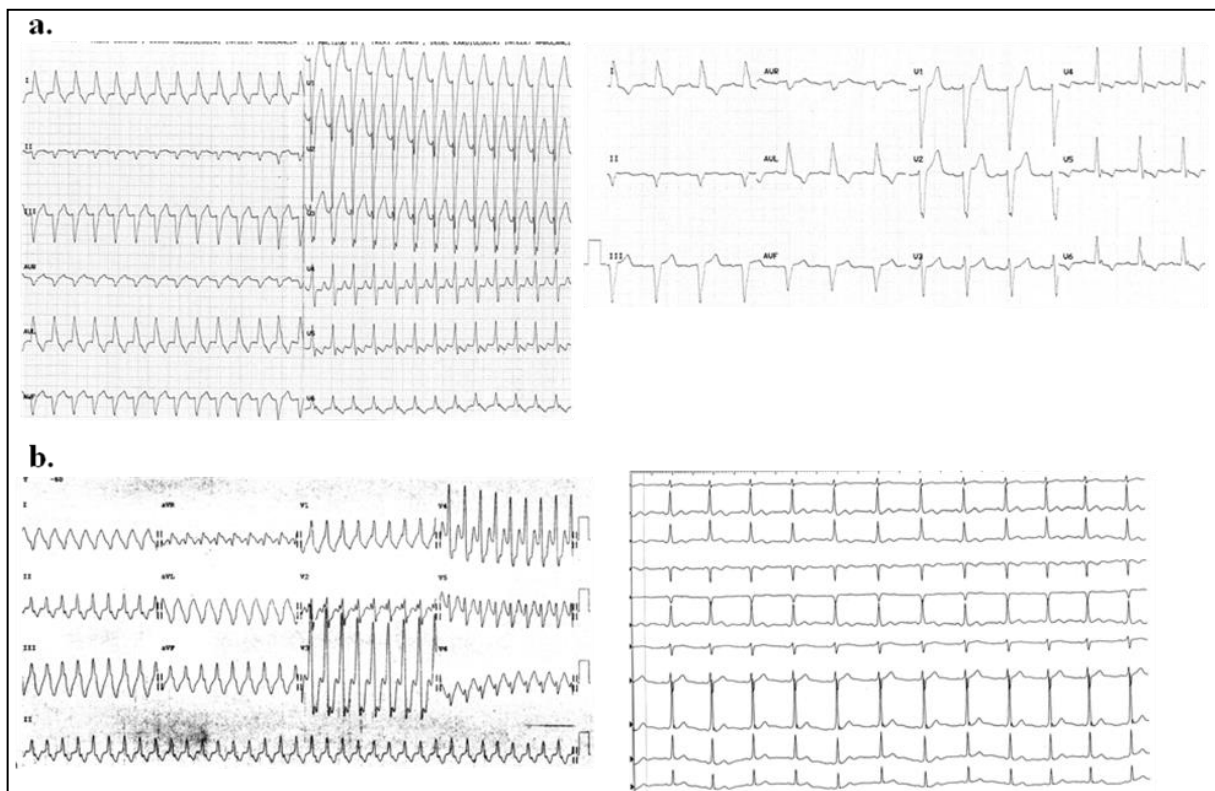 a.
I
V1
II
V2
III
V3
AVR
V4
AVL
V5
AVF
V6
I AVR V1 V4
II AVL V2 V5
III AVF V3 V6
b.
I aVR V1 V4
II aVL V2 V5
III aVF V3 V6
II